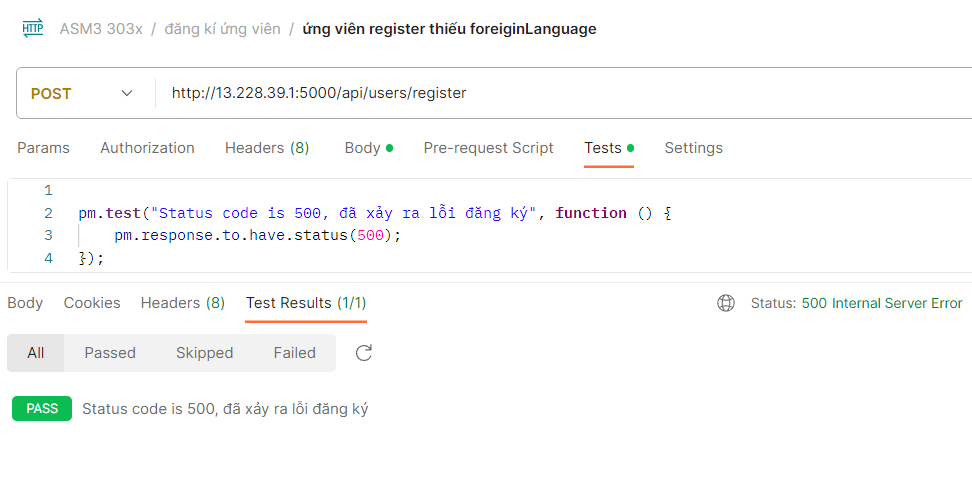 HTTP ASM3 303x / đăng kí ứng viên / ứng viên register thiếu foreiginLanguage
POST http://13.228.39.1:5000/api/users/register
Params Authorization Headers (8) Body Pre-request Script Tests Settings
1
2 pm.test("Status code is 500, đã xảy ra lỗi đăng ký", function () {
3 pm.response.to.have.status(500);
4 });
Body Cookies Headers (8) Test Results (1/1) Status: 500 Internal Server Error
All Passed Skipped Failed
PASS Status code is 500, đã xảy ra lỗi đăng ký